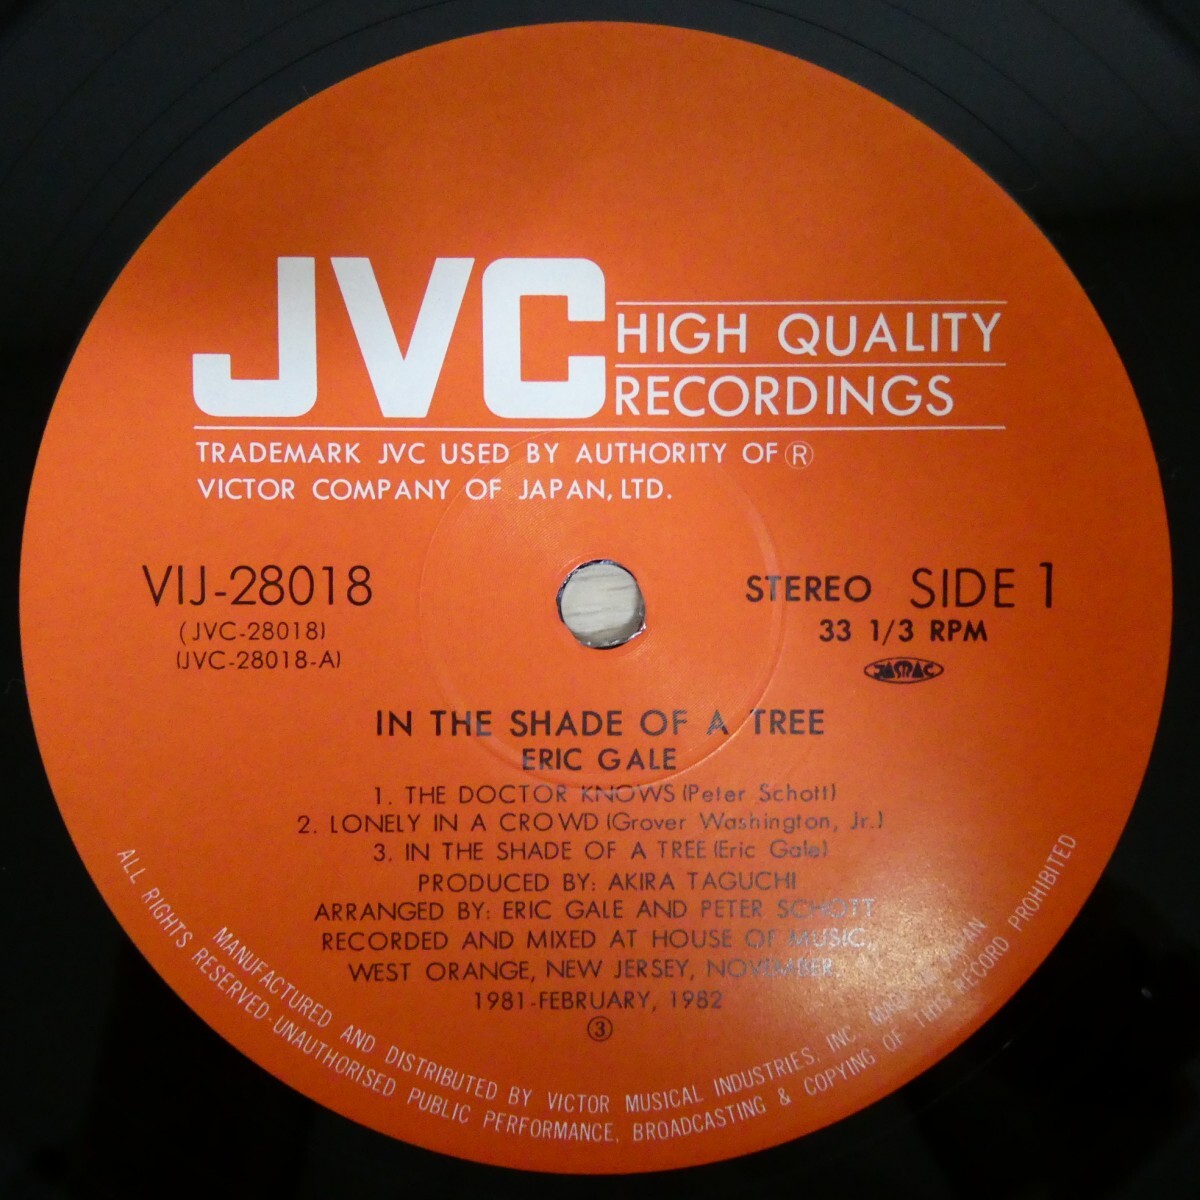 JVC
HIGH QUALITY
RECORDINGS
TRADEMARK JVC USED BY AUTHORITY OF ®
VICTOR COMPANY OF JAPAN, LTD.
VIJ-28018
(JVC-28018)
(JVC-28018-A)
STEREO SIDE 1
33 1/3 RPM
JASRAC
IN THE SHADE OF A TREE
ERIC GALE
1. THE DOCTOR KNOWS (Peter Schott)
2. LONELY IN A CROWD (Grover Washington, Jr.)
3. IN THE SHADE OF A TREE (Eric Gale)
PRODUCED BY: AKIRA TAGUCHI
ARRANGED BY: ERIC GALE AND PETER SCHOTT
RECORDED AND MIXED AT HOUSE OF MUSIC,
WEST ORANGE, NEW JERSEY, NOVEMBER,
1981-FEBRUARY, 1982
③
MANUFACTURED AND DISTRIBUTED BY VICTOR MUSICAL INDUSTRIES, INC. MADE IN JAPAN
ALL RIGHTS RESERVED-UNAUTHORISED PUBLIC PERFORMANCE, BROADCASTING & COPYING OF THIS RECORD PROHIBITED